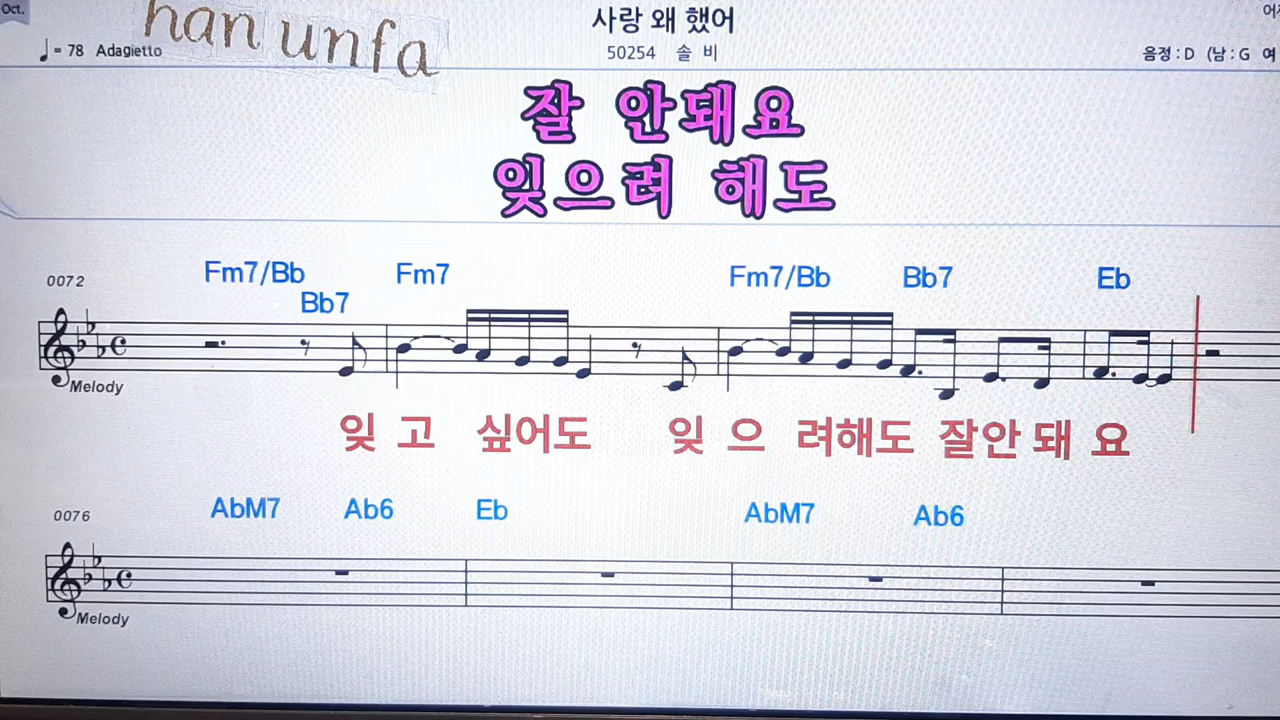 Oct.
han unfa
사랑 왜 했어
♩= 78 Adagietto
50254 솔 비
음정 : D (남 : G 여
잘 안돼요
잊으려 해도
0072
Fm7/Bb Fm7 Fm7/Bb Bb7 Eb
Bb7
Melody
잊 고 싶어도 잊 으 려해도 잘안 돼 요
0076
AbM7 Ab6 Eb AbM7 Ab6
Melody